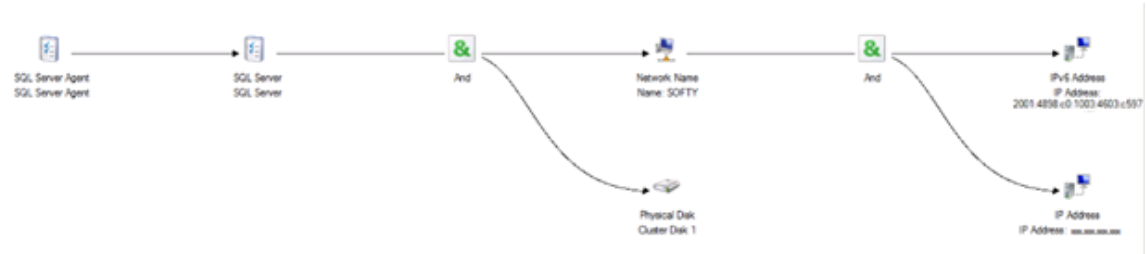 &
&
SQL Server Agent
SQL Server Agent
SQL Server
SQL Server
And
Network Name
Name: SOFTY
And
IPv6 Address
IP Address:
2001:4898:c0:1003:4603:c597
Physical Disk
Cluster Disk 1
IP Address
IP Address: